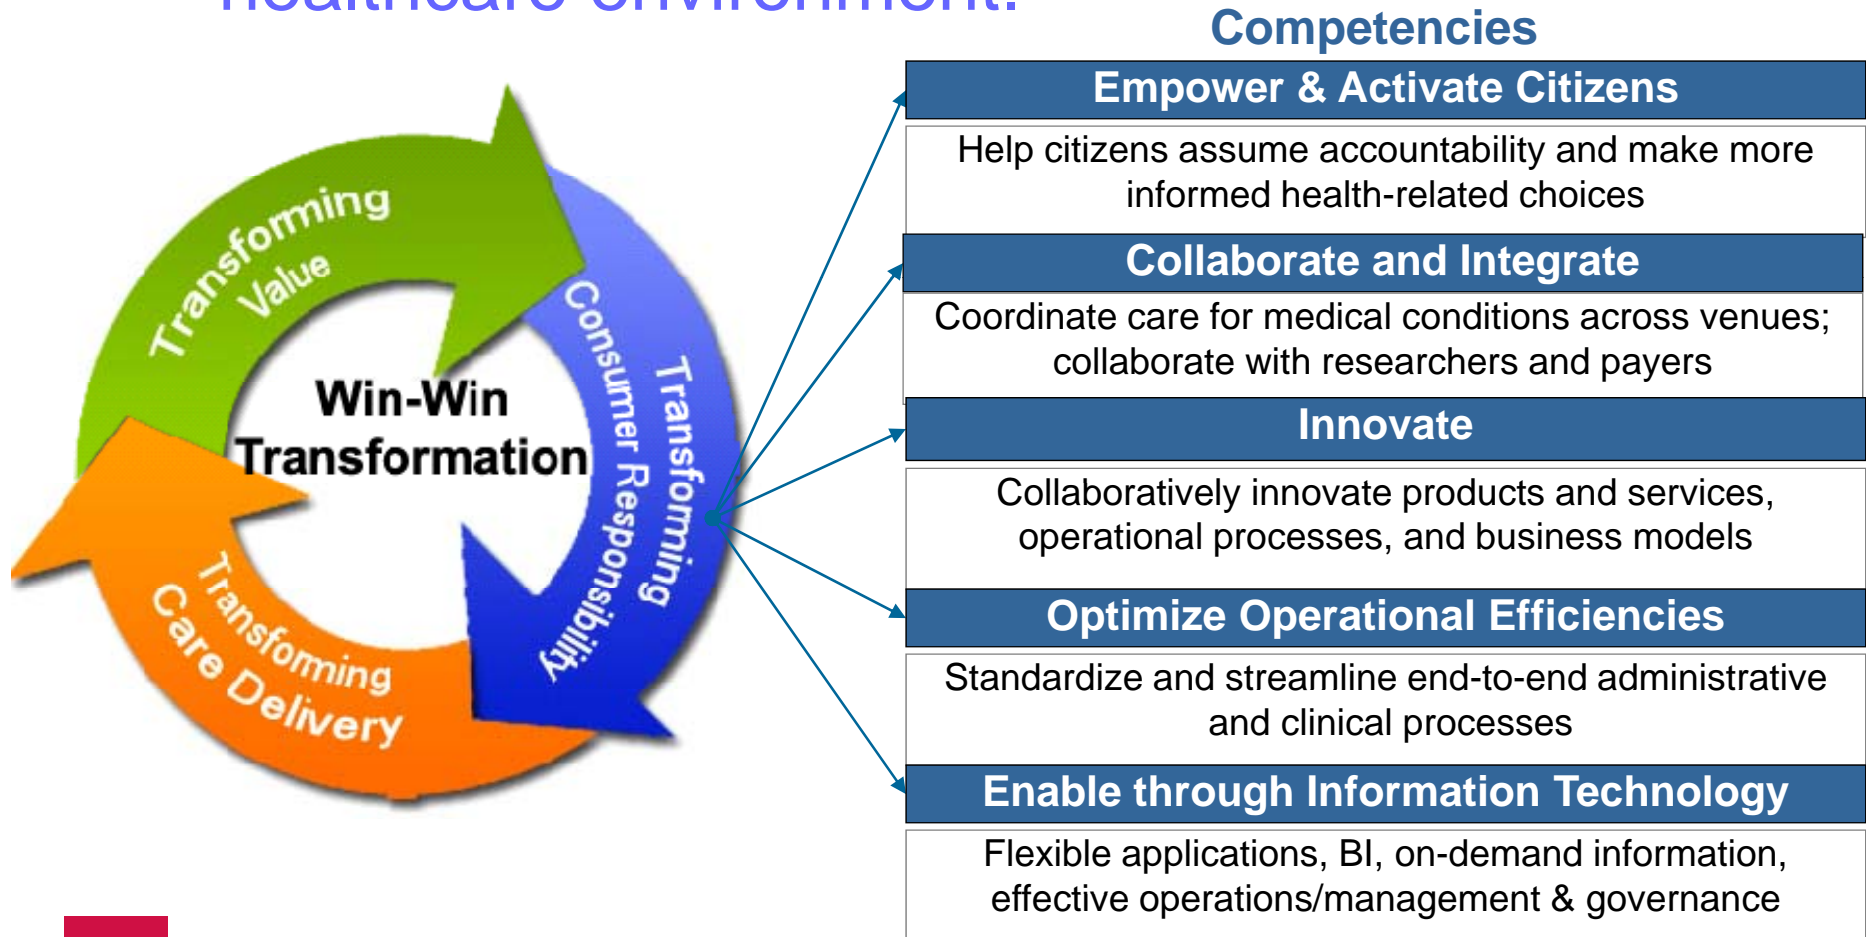 healthcare environment.
Competencies
Transforming
Value
Transforming
Consumer Responsibility
Transforming
Care Delivery
Win-Win
Transformation
Empower & Activate Citizens
Help citizens assume accountability and make more
informed health-related choices
Collaborate and Integrate
Coordinate care for medical conditions across venues;
collaborate with researchers and payers
Innovate
Collaboratively innovate products and services,
operational processes, and business models
Optimize Operational Efficiencies
Standardize and streamline end-to-end administrative
and clinical processes
Enable through Information Technology
Flexible applications, BI, on-demand information,
effective operations/management & governance